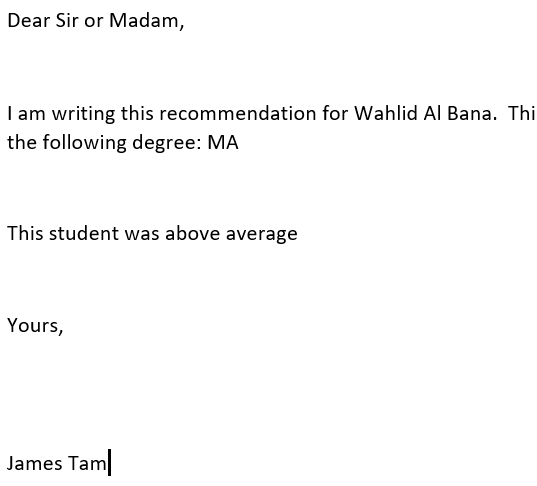 Dear Sir or Madam,
I am writing this recommendation for Wahlid Al Bana.  Thi
the following degree: MA
This student was above average
Yours,
James Tam